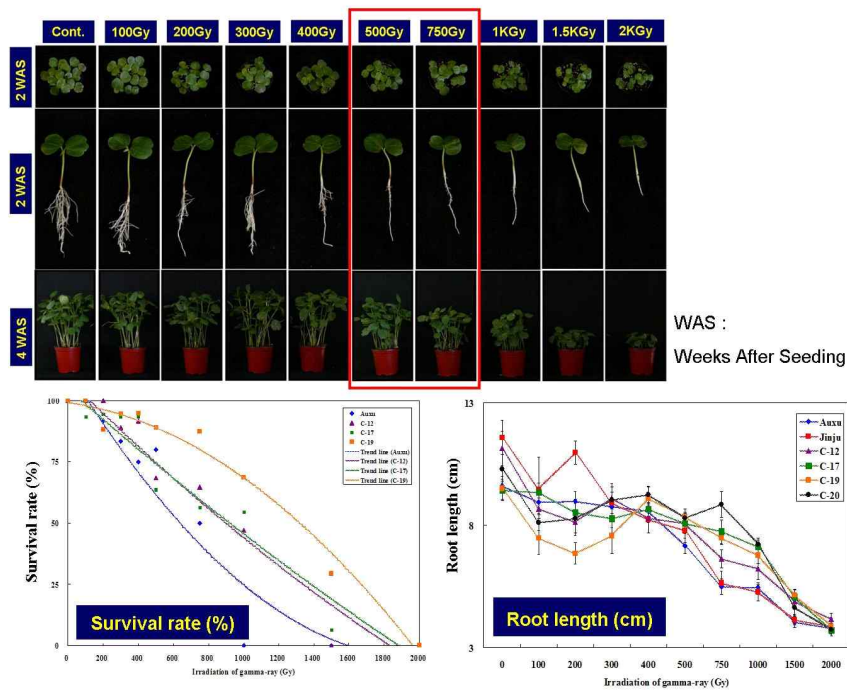 Cont. 100Gy 200Gy 300Gy 400Gy 500Gy 750Gy 1KGy 1.5KGy 2KGy
2 WAS
2 WAS
4 WAS
WAS :
Weeks After Seeding
Survival rate (%)
100
75
50
25
0
0 200 400 600 800 1000 1200 1400 1600 1800 2000
Irradiation of gamma-ray (Gy)
Auxu
C-12
C-17
C-19
Trend line (Auxu)
Trend line (C-12)
Trend line (C-17)
Trend line (C-19)
Survival rate (%)
Root length (cm)
13
8
3
0 100 200 300 400 500 750 1000 1500 2000
Irradiation of gamma-ray (Gy)
Auxu
Jinju
C-12
C-17
C-19
C-20
Root length (cm)